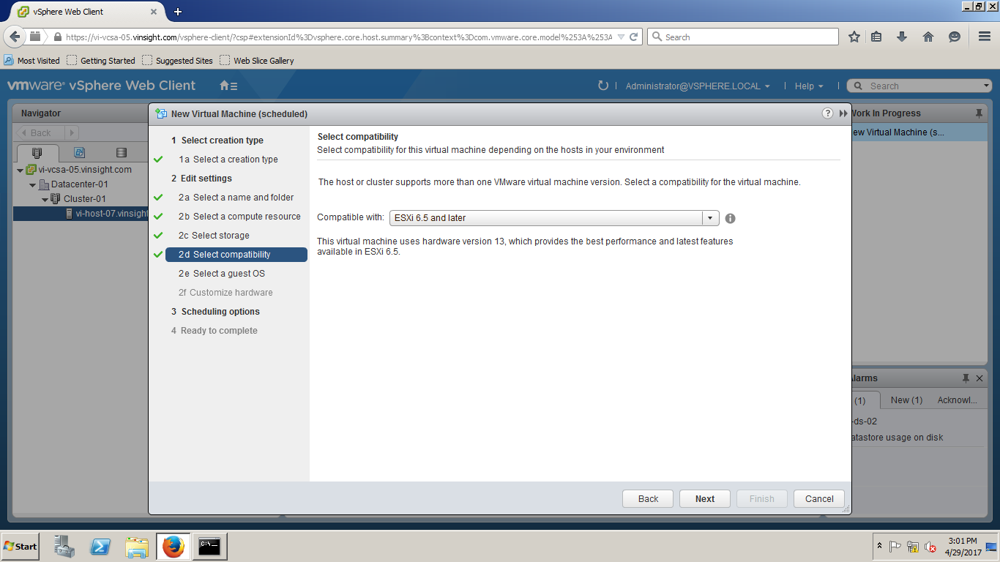 vSphere Web Client
https://vi-vcsa-05.vinsight.com/vsphere-client/?csp#extensionId%3Dvsphere.core.host.summary%3Bcontext%3Dcom.vmware.core.model%253A%253A
Search
Most Visited
Getting Started
Suggested Sites
Web Slice Gallery
vmware® vSphere Web Client
Administrator@VSPHERE.LOCAL
Help
Search
Navigator
Back
vi-vcsa-05.vinsight.com
Datacenter-01
Cluster-01
vi-host-07.vinsight
New Virtual Machine (scheduled)
?
1 Select creation type
1a Select a creation type
2 Edit settings
2a Select a name and folder
2b Select a compute resource
2c Select storage
2d Select compatibility
2e Select a guest OS
2f Customize hardware
3 Scheduling options
4 Ready to complete
Select compatibility
Select compatibility for this virtual machine depending on the hosts in your environment
The host or cluster supports more than one VMware virtual machine version. Select a compatibility for the virtual machine.
Compatible with: ESXi 6.5 and later
This virtual machine uses hardware version 13, which provides the best performance and latest features
available in ESXi 6.5.
Back
Next
Finish
Cancel
Work In Progress
ew Virtual Machine (s...
larms
(1)
New (1)
Acknowl...
-ds-02
atastore usage on disk
Start
C:\_
3:01 PM
4/29/2017